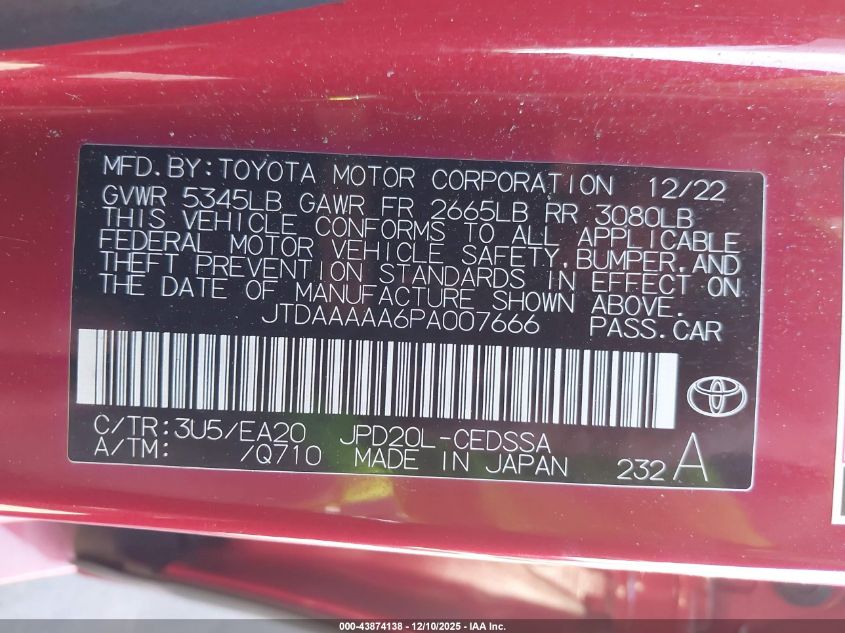 MFD. BY: TOYOTA MOTOR CORPORATION 12/22
GVWR 5345LB GAWR FR 2665LB RR 3080LB
THIS VEHICLE CONFORMS TO ALL APPLICABLE
FEDERAL MOTOR VEHICLE SAFETY, BUMPER, AND
THEFT PREVENTION STANDARDS IN EFFECT ON
THE DATE OF MANUFACTURE SHOWN ABOVE.
JTDAAAAA6PA007666 PASS. CAR
C/TR: 3U5/EA20 JPD20L-CEDSSA
A/TM: /Q710 MADE IN JAPAN 232 A
000-43874138 - 12/10/2025 - IAA Inc.